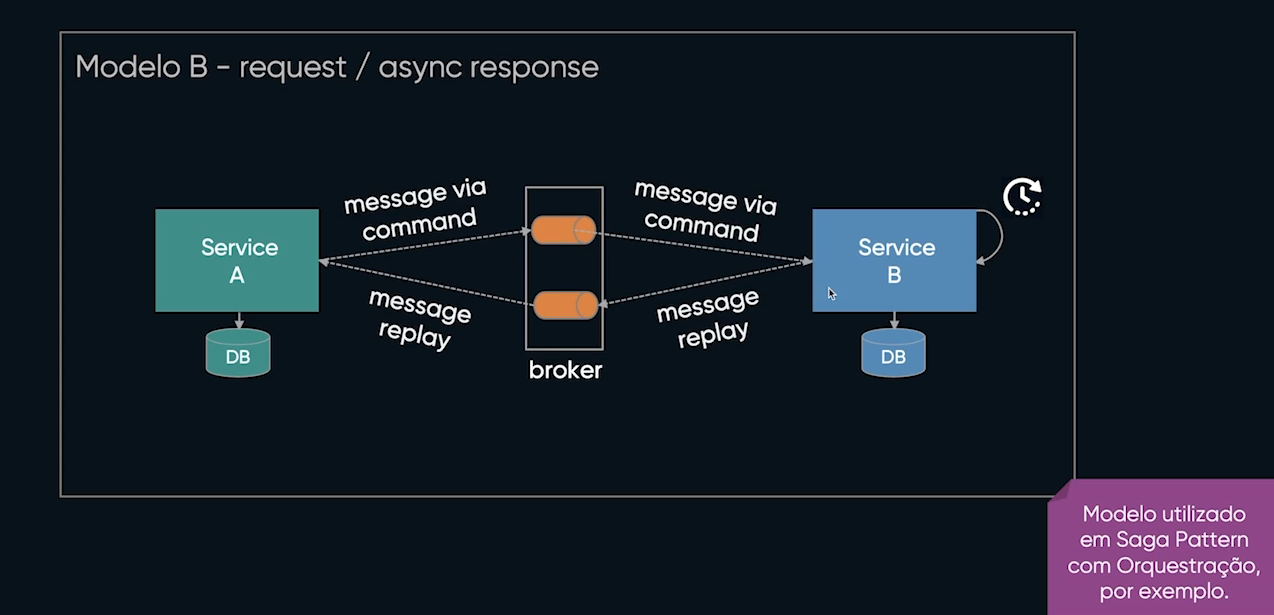 Modelo B - request / async response
message via
command
message via
command
Service
A
Service
B
message
replay
message
replay
DB
DB
broker
Modelo utilizado
em Saga Pattern
com Orquestração,
por exemplo.